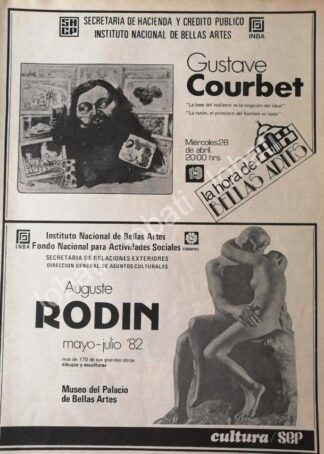 SHCP
SECRETARIA DE HACIENDA Y CREDITO PUBLICO
INSTITUTO NACIONAL DE BELLAS ARTES
INBA
Gustave
Courbet
"La base del realismo es la negación del ideal"
"La razón, al principio del hombre en todo"
Miércoles 28
de abril,
20:00 hrs.
13
la hora de
BELLAS ARTES
INBA
Instituto Nacional de Bellas Artes
Fondo Nacional para Actividades Sociales
FONAPAS
SECRETARIA DE RELACIONES EXTERIORES
DIRECCION GENERAL DE ASUNTOS CULTURALES
Auguste
RODIN
mayo-julio '82
más de 170 de sus grandes obras
dibujos y esculturas
Museo del Palacio
de Bellas Artes
cultura/SEP